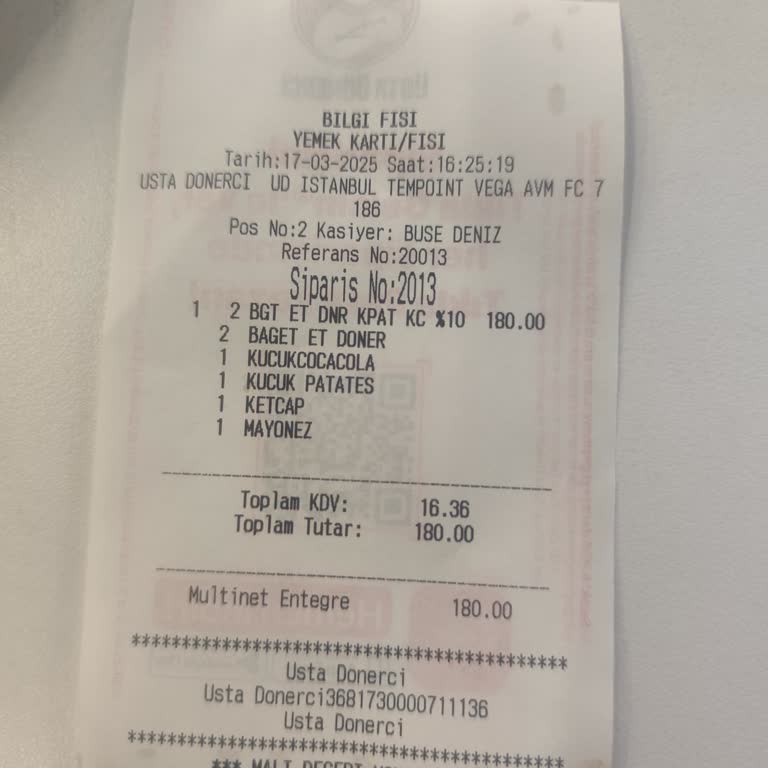 BILGI FISI
YEMEK KARTI/FISI
Tarih:17-03-2025 Saat:16:25:19
USTA DONERCI UD ISTANBUL TEMPOINT VEGA AVM FC 7
186
Pos No:2 Kasiyer: BUSE DENIZ
Referans No:20013
Siparis No:2013
1 2 BGT ET DNR KPAT KC %10 180.00
2 BAGET ET DONER
1 KUCUKCOCACOLA
1 KUCUK PATATES
1 KETCAP
1 MAYONEZ
Toplam KDV: 16.36
Toplam Tutar: 180.00
Multinet Entegre 180.00
*******************************************
Usta Donerci
Usta Donerci3681730000711136
Usta Donerci
*******************************************
*** MALI DEGERI